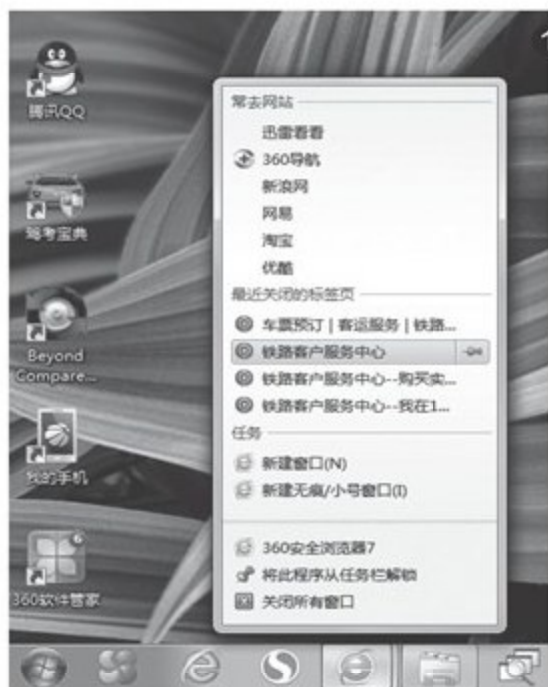 腾讯QQ
驾考宝典
Beyond
Compare...
我的手机
360软件管家
常去网站
迅雷看看
360导航
新浪网
网易
淘宝
优酷
最近关闭的标签页
车票预订 | 客运服务 | 铁路...
铁路客户服务中心
铁路客户服务中心--购买实...
铁路客户服务中心--我在1...
任务
新建窗口(N)
新建无痕/小号窗口(I)
360安全浏览器7
将此程序从任务栏解锁
关闭所有窗口